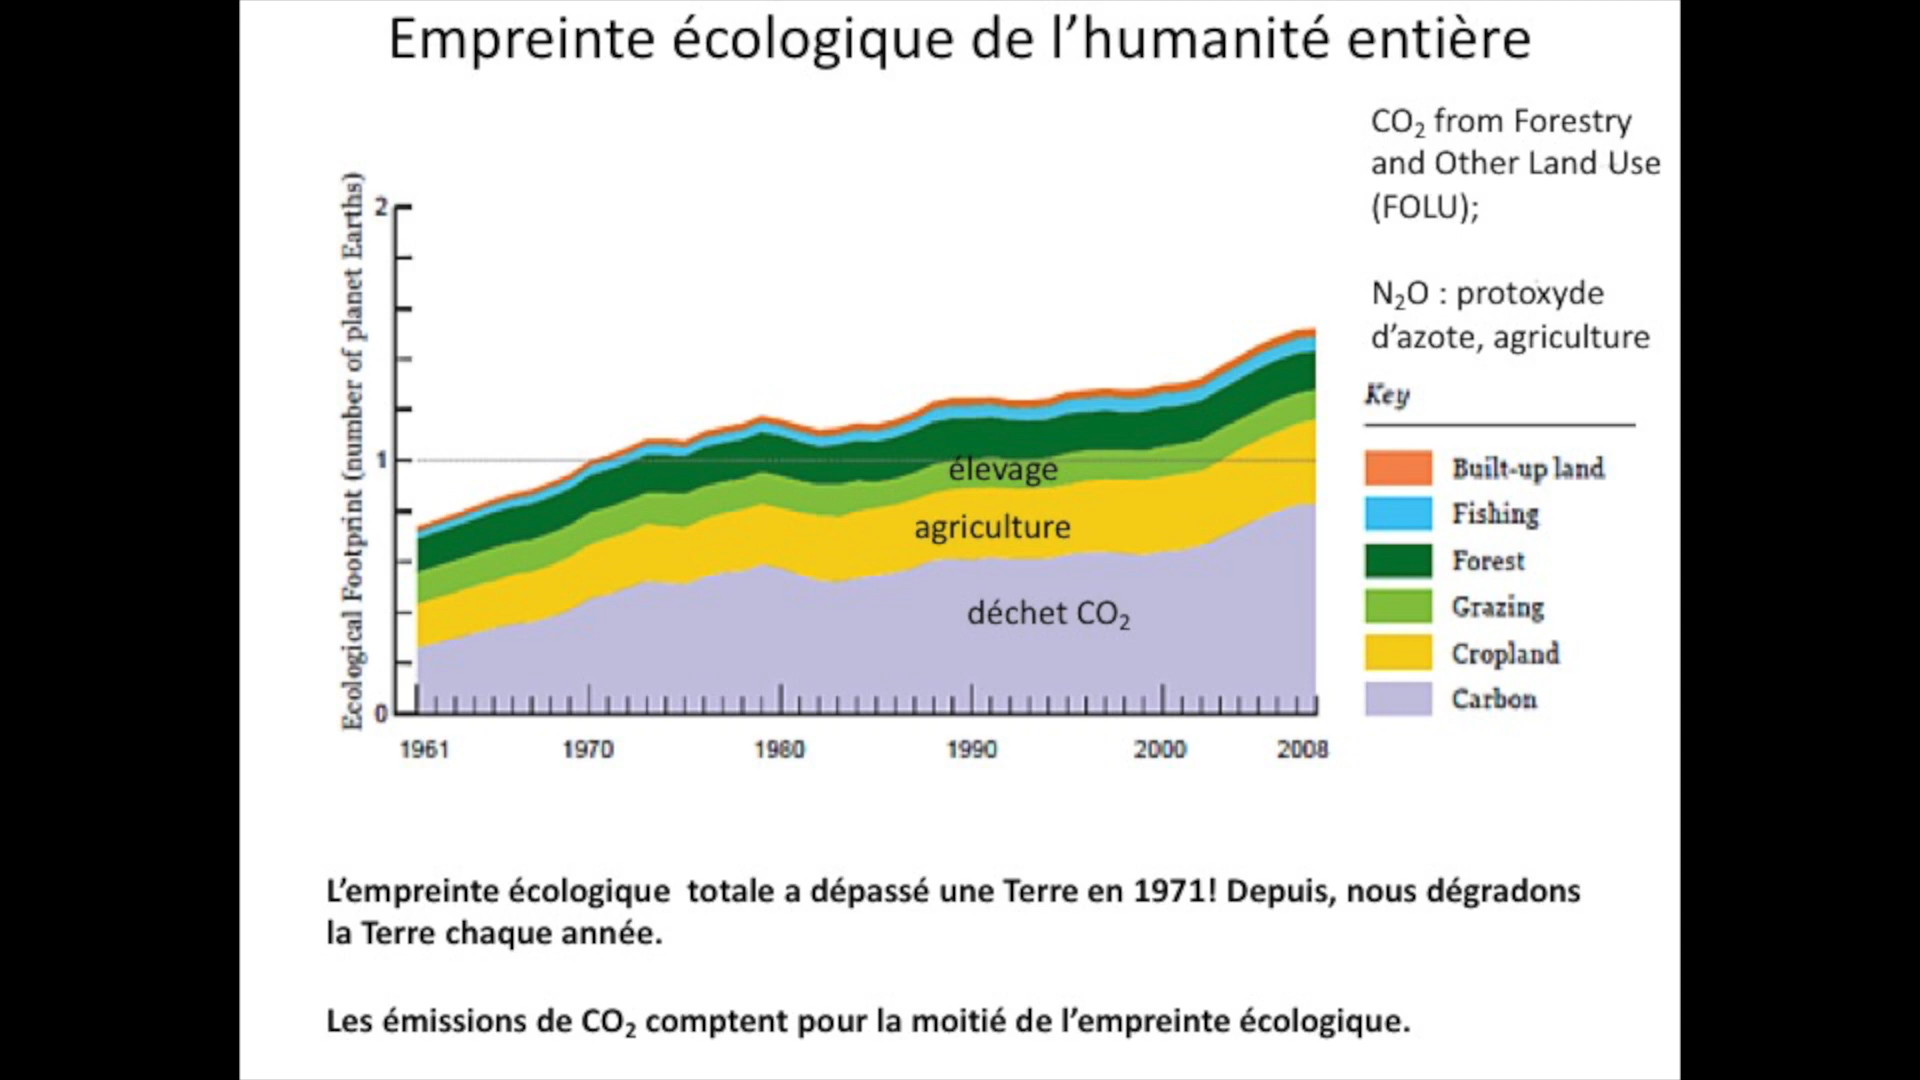 Empreinte écologique de l’humanité entière
CO₂ from Forestry
and Other Land Use
(FOLU);
N₂O : protoxyde
d’azote, agriculture
Key
Built-up land
Fishing
Forest
Grazing
Cropland
Carbon
Ecological Footprint (number of planet Earths)
2
1
0
élevage
agriculture
déchet CO₂
1961
1970
1980
1990
2000
2008
L’empreinte écologique  totale a dépassé une Terre en 1971! Depuis, nous dégradons
la Terre chaque année.
Les émissions de CO₂ comptent pour la moitié de l’empreinte écologique.